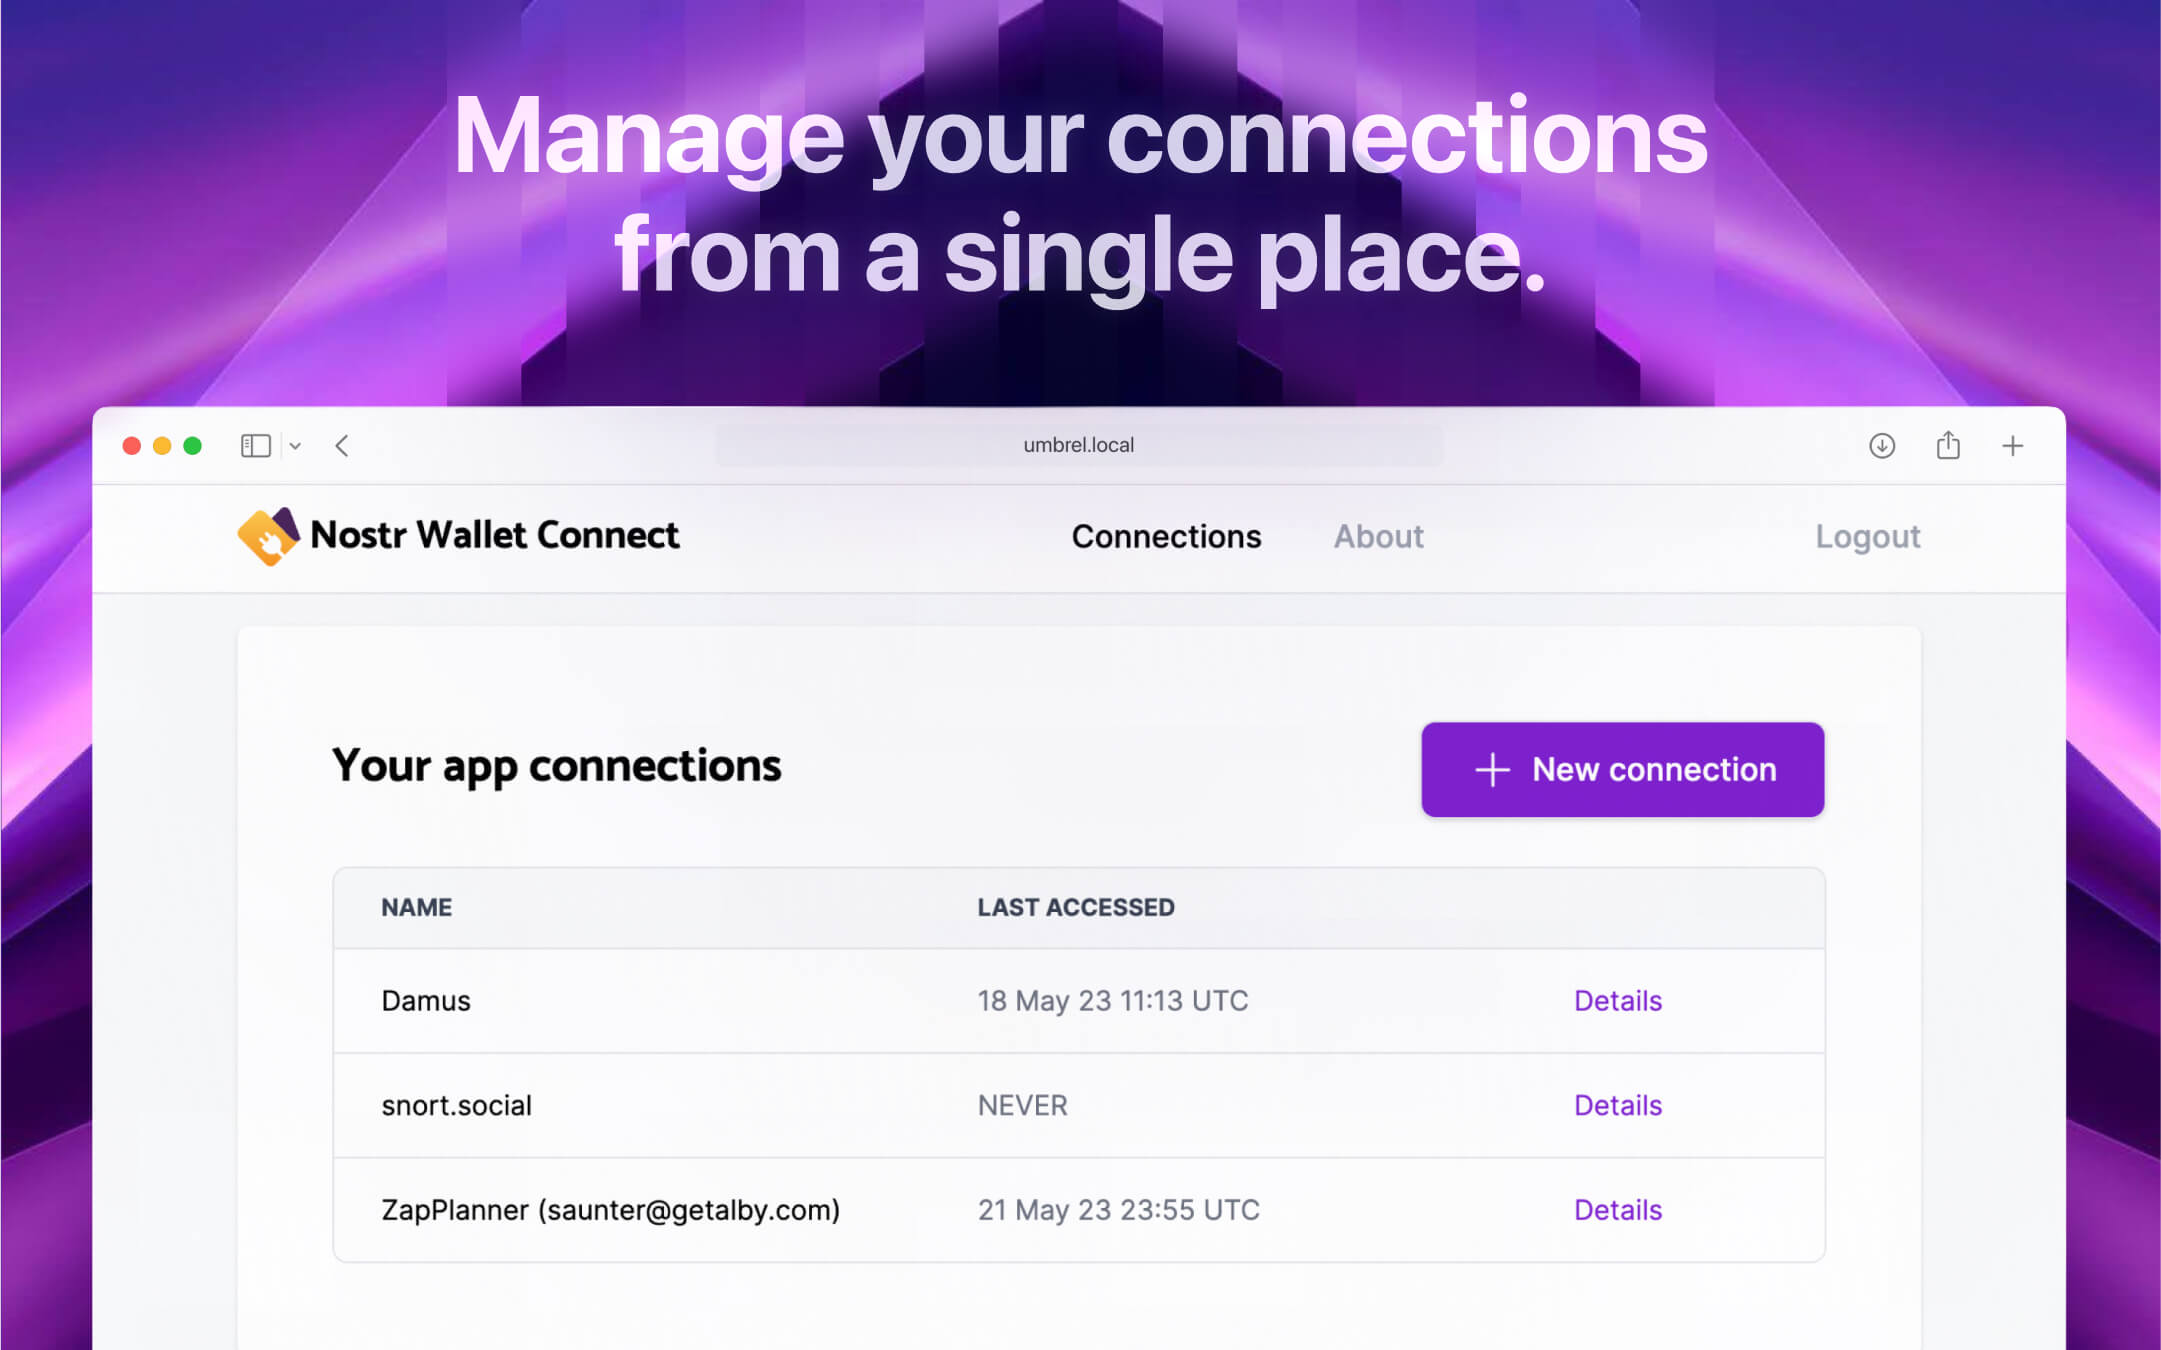 Manage your connections
from a single place.
umbrel.local
Nostr Wallet Connect Connections About Logout
Your app connections
New connection
NAME LAST ACCESSED
Damus 18 May 23 11:13 UTC Details
snort.social NEVER Details
ZapPlanner (saunter@getalby.com) 21 May 23 23:55 UTC Details